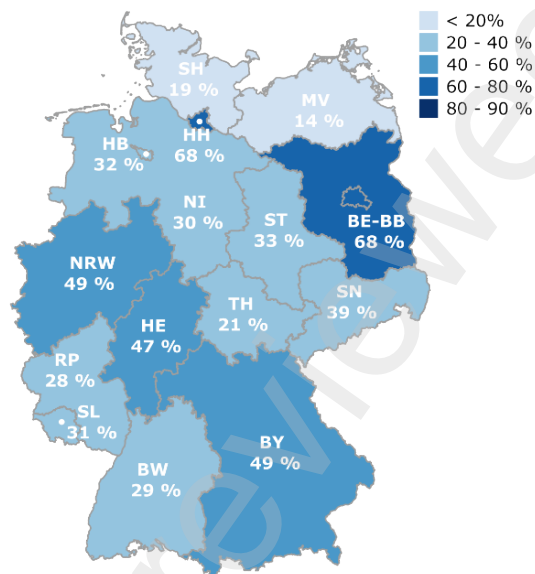 < 20%
20 - 40 %
40 - 60 %
60 - 80 %
80 - 90 %
SH
19 %
MV
14 %
HH
68 %
HB
32 %
NI
30 %
ST
33 %
BE-BB
68 %
NRW
49 %
HE
47 %
TH
21 %
SN
39 %
RP
28 %
SL
31 %
BW
29 %
BY
49 %
reviewe